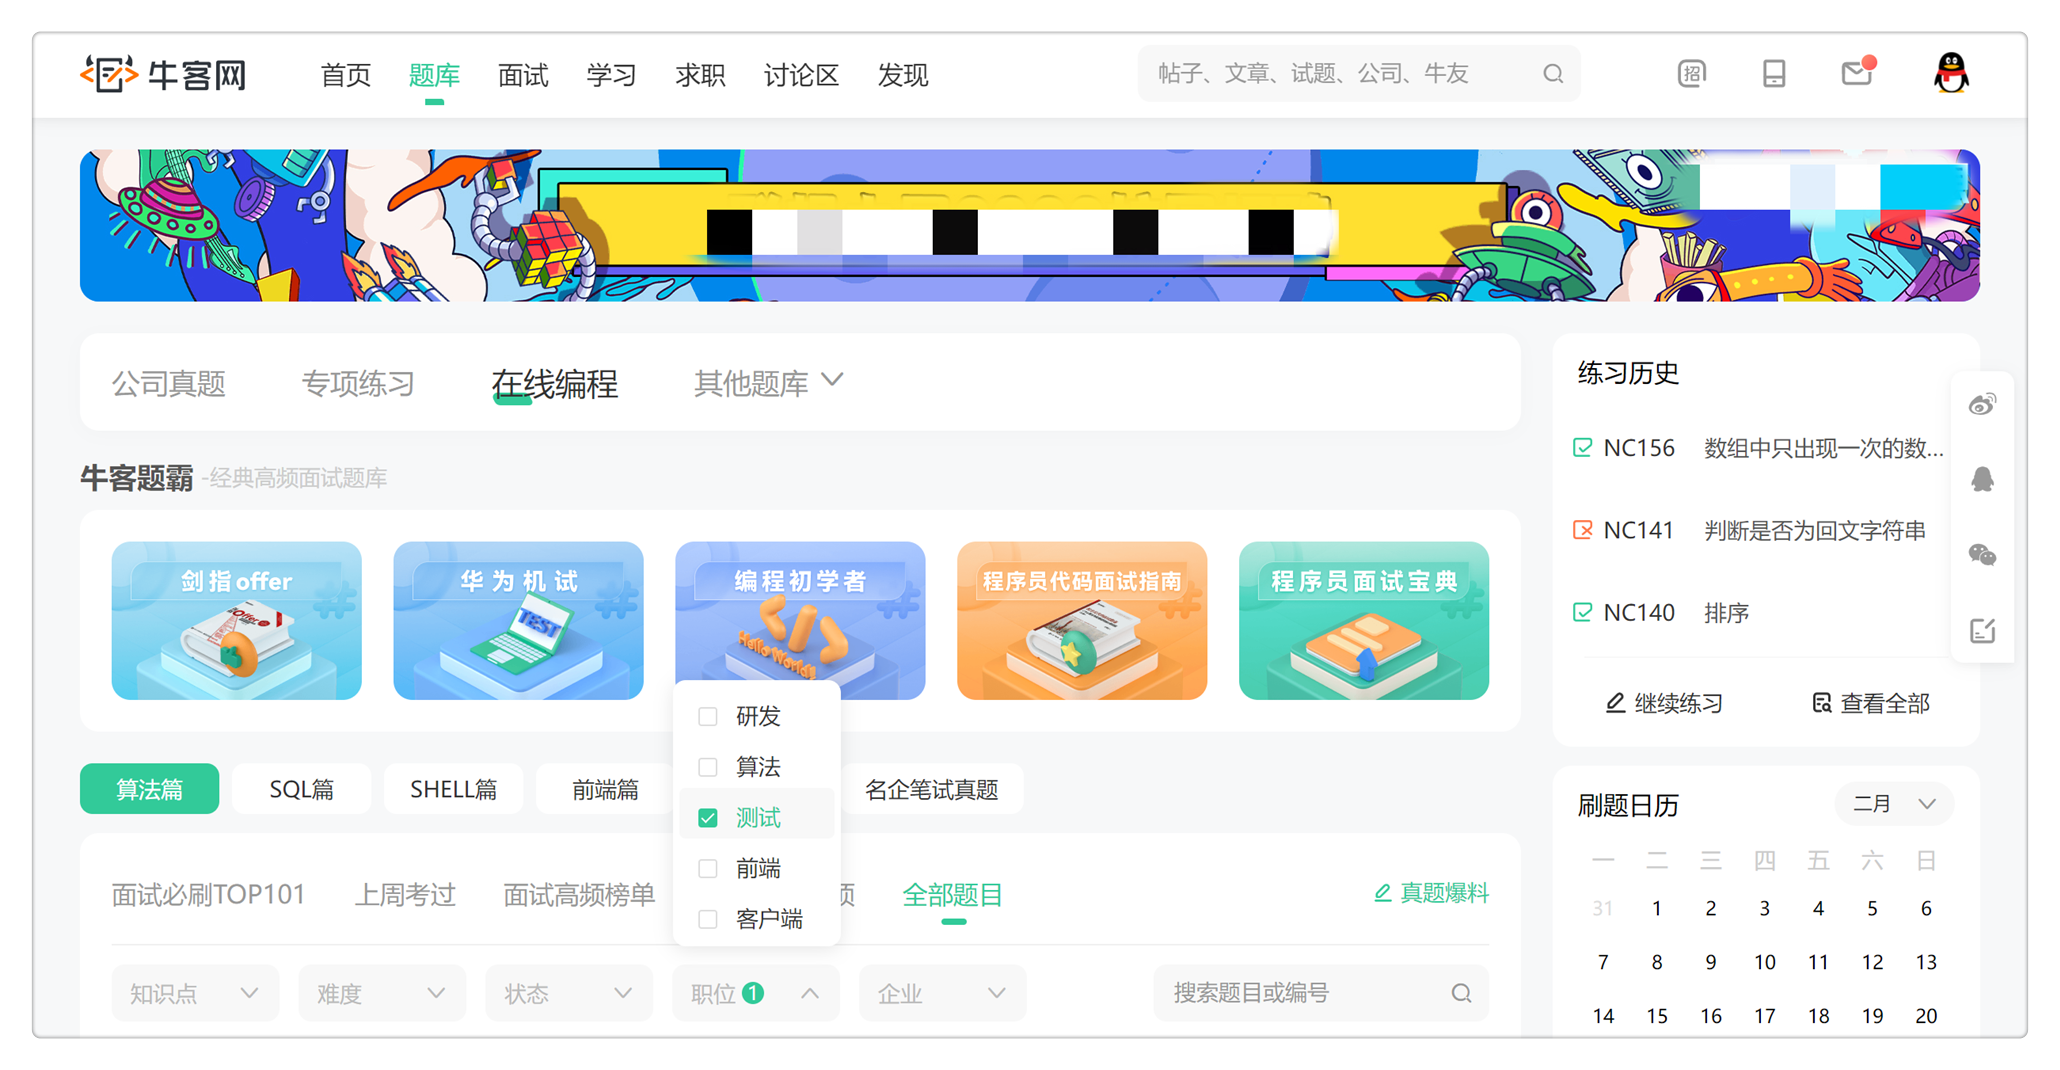 牛客网
首页 题库 面试 学习 求职 讨论区 发现
帖子、文章、试题、公司、牛友
招
公司真题 专项练习 在线编程 其他题库
牛客题霸 -经典高频面试题库
剑指offer
Offer
华为机试
TEST
编程初学者
Hello World!
程序员代码面试指南
程序员面试宝典
研发
算法
测试
前端
客户端
算法篇 SQL篇 SHELL篇 前端篇 名企笔试真题
面试必刷TOP101 上周考过 面试高频榜单 全部题目 真题爆料
知识点 难度 状态 职位 1 企业 搜索题目或编号
练习历史
NC156 数组中只出现一次的数...
NC141 判断是否为回文字符串
NC140 排序
继续练习 查看全部
刷题日历 二月
一 二 三 四 五 六 日
31 1 2 3 4 5 6
7 8 9 10 11 12 13
14 15 16 17 18 19 20